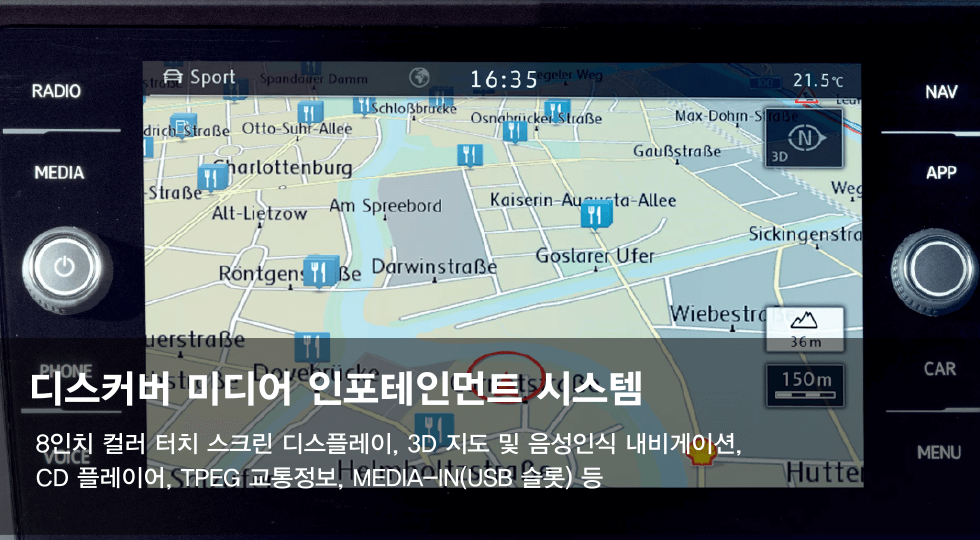 Sport
16:35
21.5°C
RADIO
MEDIA
PHONE
VOICE
NAV
APP
CAR
MENU
Spandauer Damm
Tegeler Weg
Schloßbrücke
Otto-Suhr-Allee
Osnabrücker Straße
Max-Dohrn-Straße
Gaußstraße
Charlottenburg
-Straße
Alt-Lietzow
Am Spreebord
Kaiserin-Augusta-Allee
Weg
Sickingenstra
Goslarer Ufer
Darwinstraße
Wiebestra
uerstraße
Dovebrücke
Helmholtzstraße
Hutten
N
3D
36m
150m
디스커버 미디어 인포테인먼트 시스템
8인치 컬러 터치 스크린 디스플레이, 3D 지도 및 음성인식 내비게이션,
CD 플레이어, TPEG 교통정보, MEDIA-IN(USB 슬롯) 등